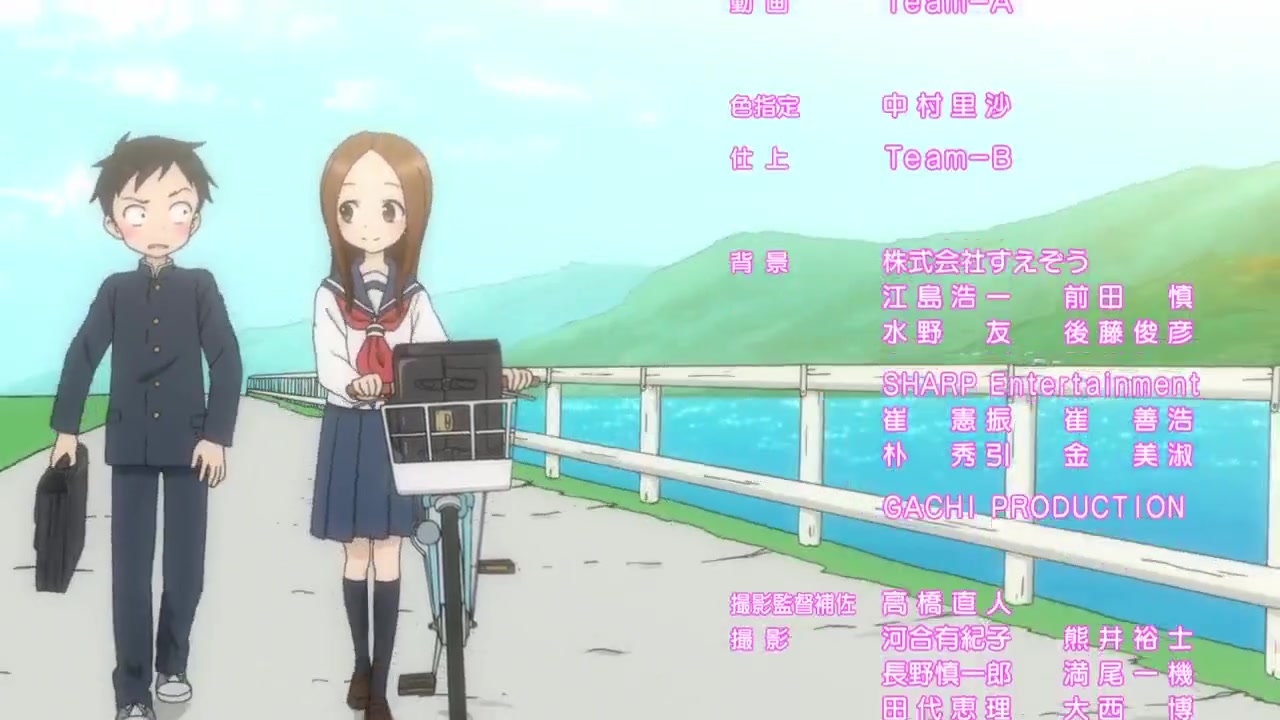 動画 Team-A
色指定 中村里沙
仕上 Team-B
背景 株式会社すえぞう
江島浩一 前田 慎
水野 友 後藤俊彦
SHARP Entertainment
崔 憲振 崔 善浩
朴 秀引 金 美淑
GACHI PRODUCTION
撮影監督補佐 高橋直人
撮影 河合有紀子 熊井裕士
長野慎一郎 満尾一機
田代恵理 大西 博